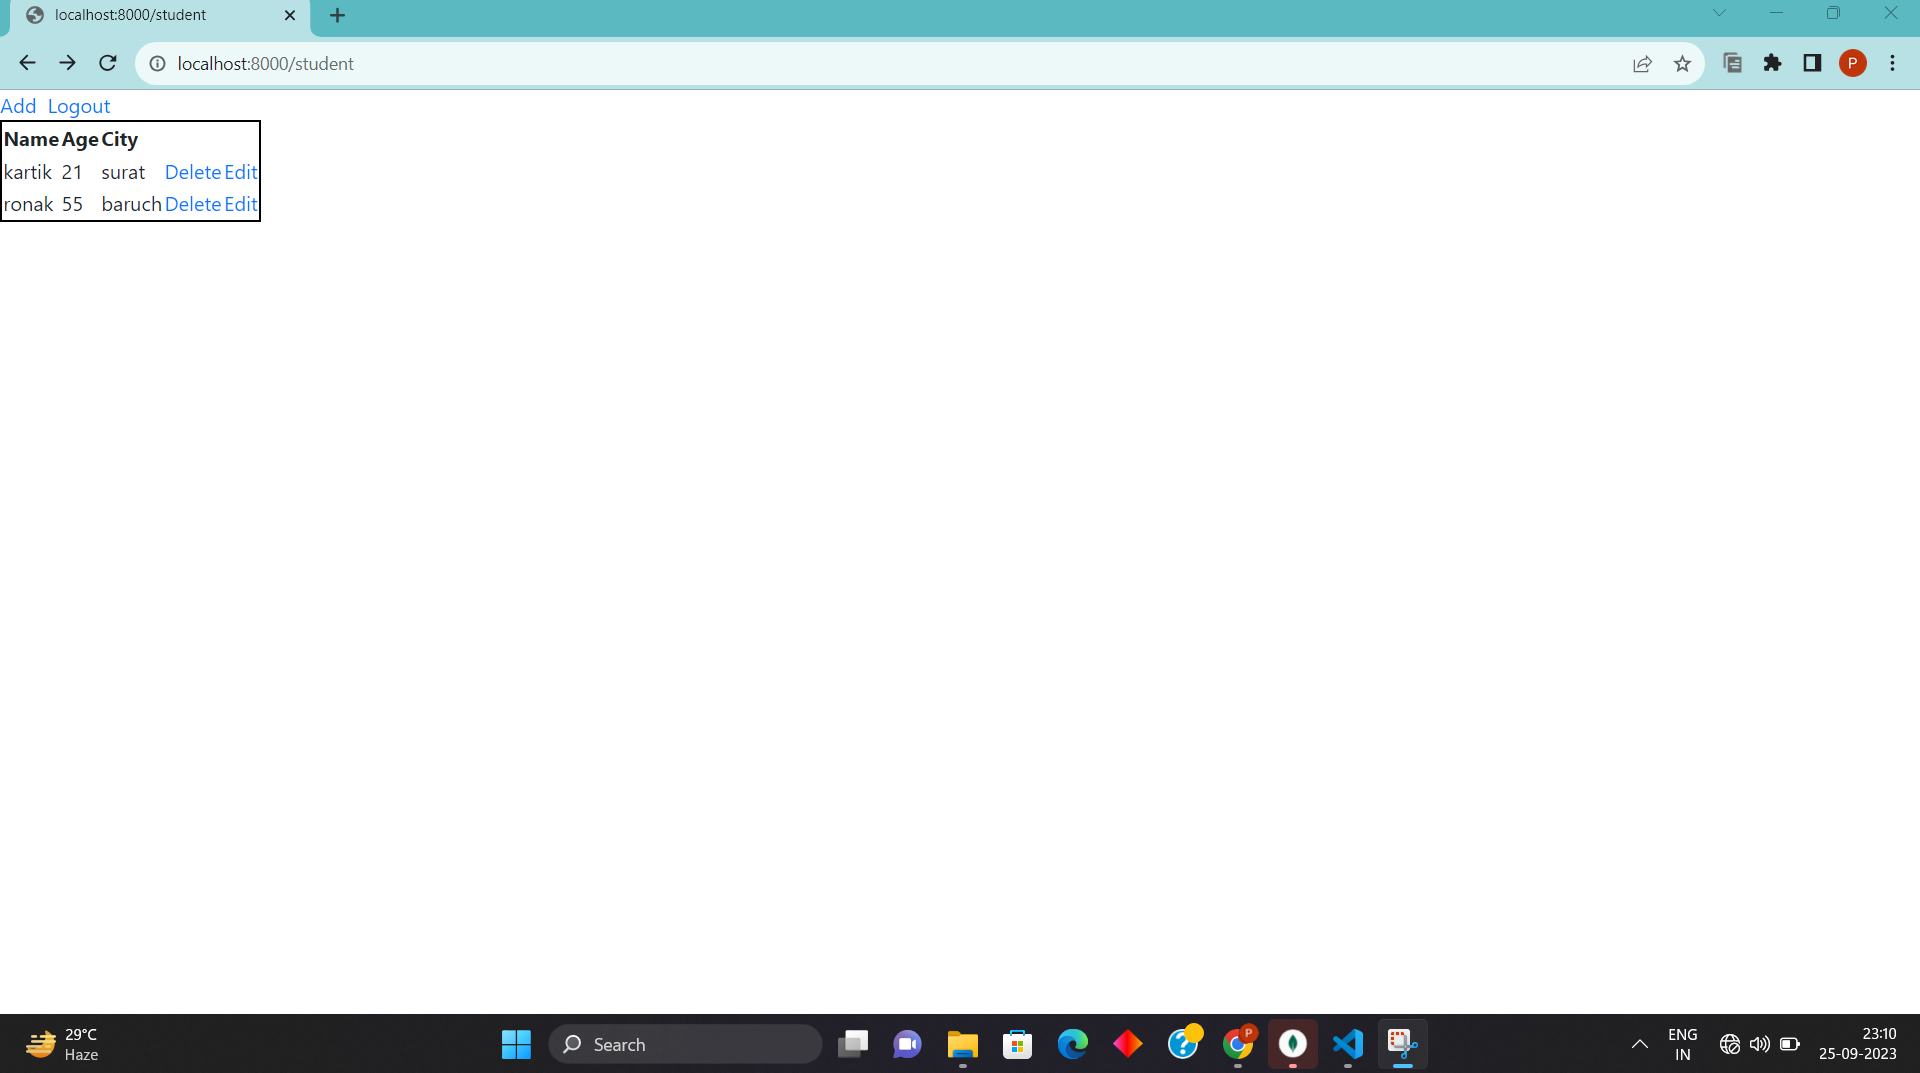 localhost:8000/student
localhost:8000/student
P
Add Logout
Name Age City
kartik 21 surat Delete Edit
ronak 55 baruch Delete Edit
29°C
Haze
Search
P
ENG
IN
23:10
25-09-2023